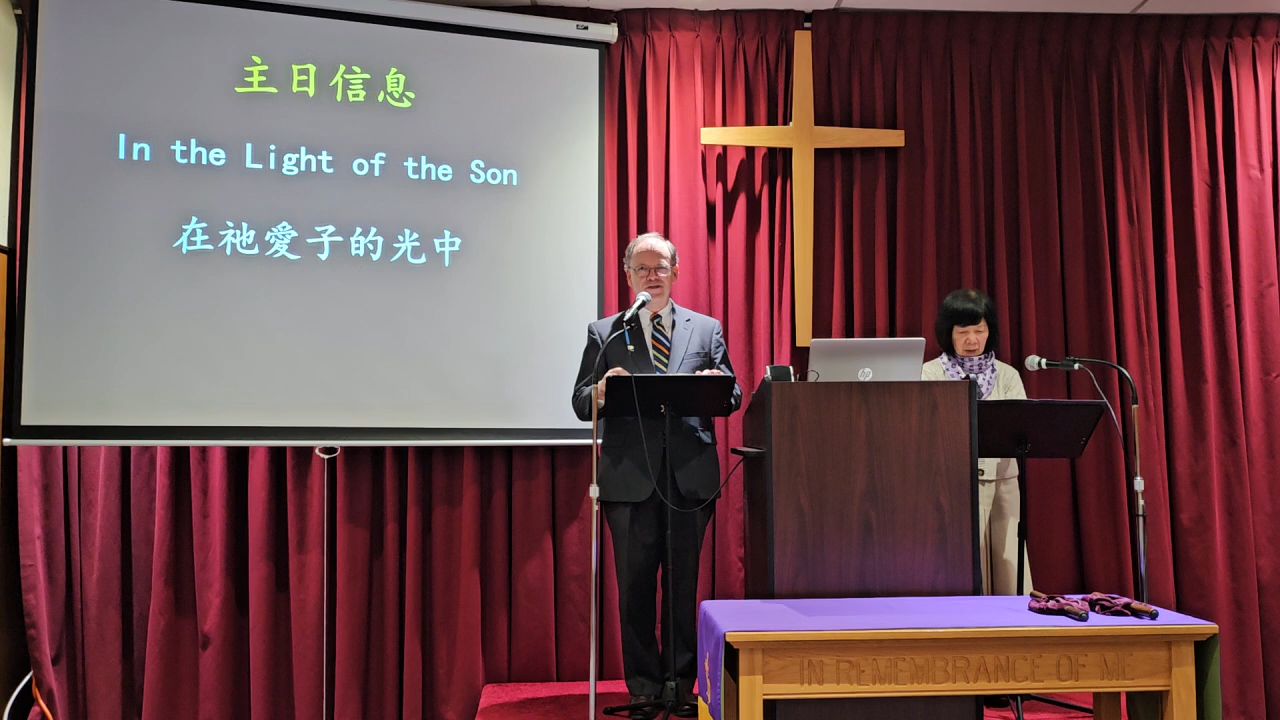 主日信息
In the Light of the Son
在祂愛子的光中
hp
IN REMEMBRANCE OF ME